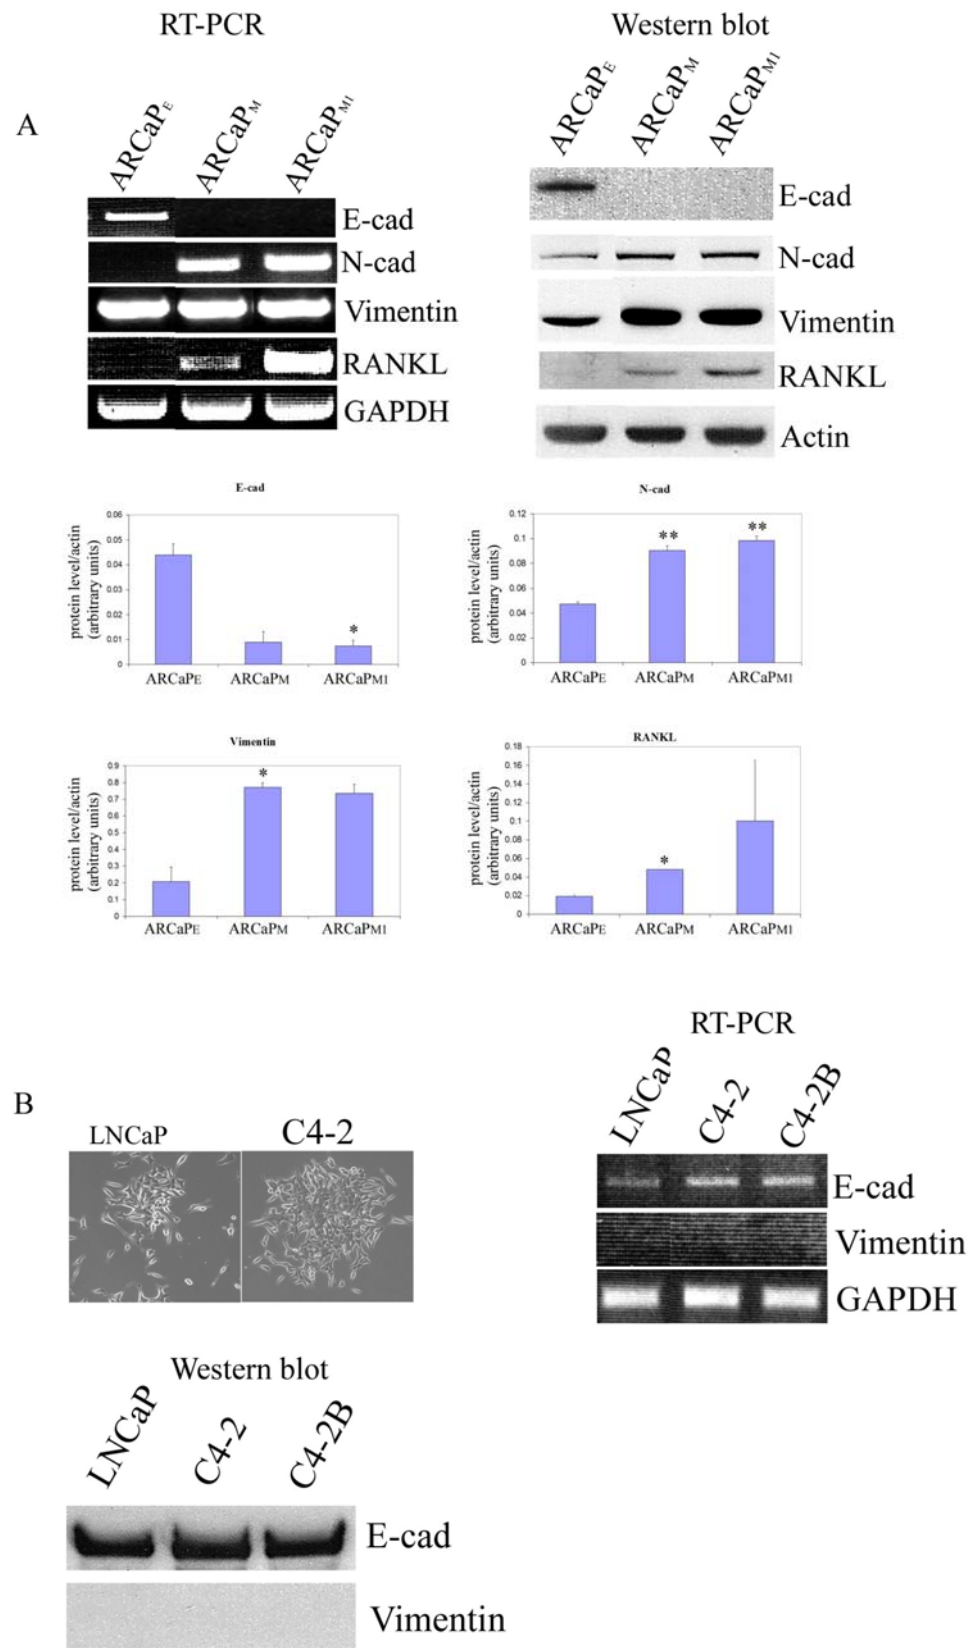 RT-PCR
Western blot
A
ARCaPE
ARCaPM
ARCaPM1
E-cad
N-cad
Vimentin
RANKL
GAPDH
ARCaPE
ARCaPM
ARCaPM1
E-cad
N-cad
Vimentin
RANKL
Actin
E-cad
protein level/actin
(arbitrary units)
0.06
0.05
0.04
0.03
0.02
0.01
0
*
ARCaPE ARCaPM ARCaPM1
N-cad
protein level/actin
(arbitrary units)
0.12
0.1
0.08
0.06
0.04
0.02
0
** **
ARCaPE ARCaPM ARCaPM1
Vimentin
protein level/actin
(arbitrary units)
0.9
0.8
0.7
0.6
0.5
0.4
0.3
0.2
0.1
0
*
ARCaPE ARCaPM ARCaPM1
RANKL
protein level/actin
(arbitrary units)
0.18
0.16
0.14
0.12
0.1
0.08
0.06
0.04
0.02
0
*
ARCaPE ARCaPM ARCaPM1
B
LNCaP C4-2
RT-PCR
LNCaP
C4-2
C4-2B
E-cad
Vimentin
GAPDH
Western blot
LNCaP
C4-2
C4-2B
E-cad
Vimentin